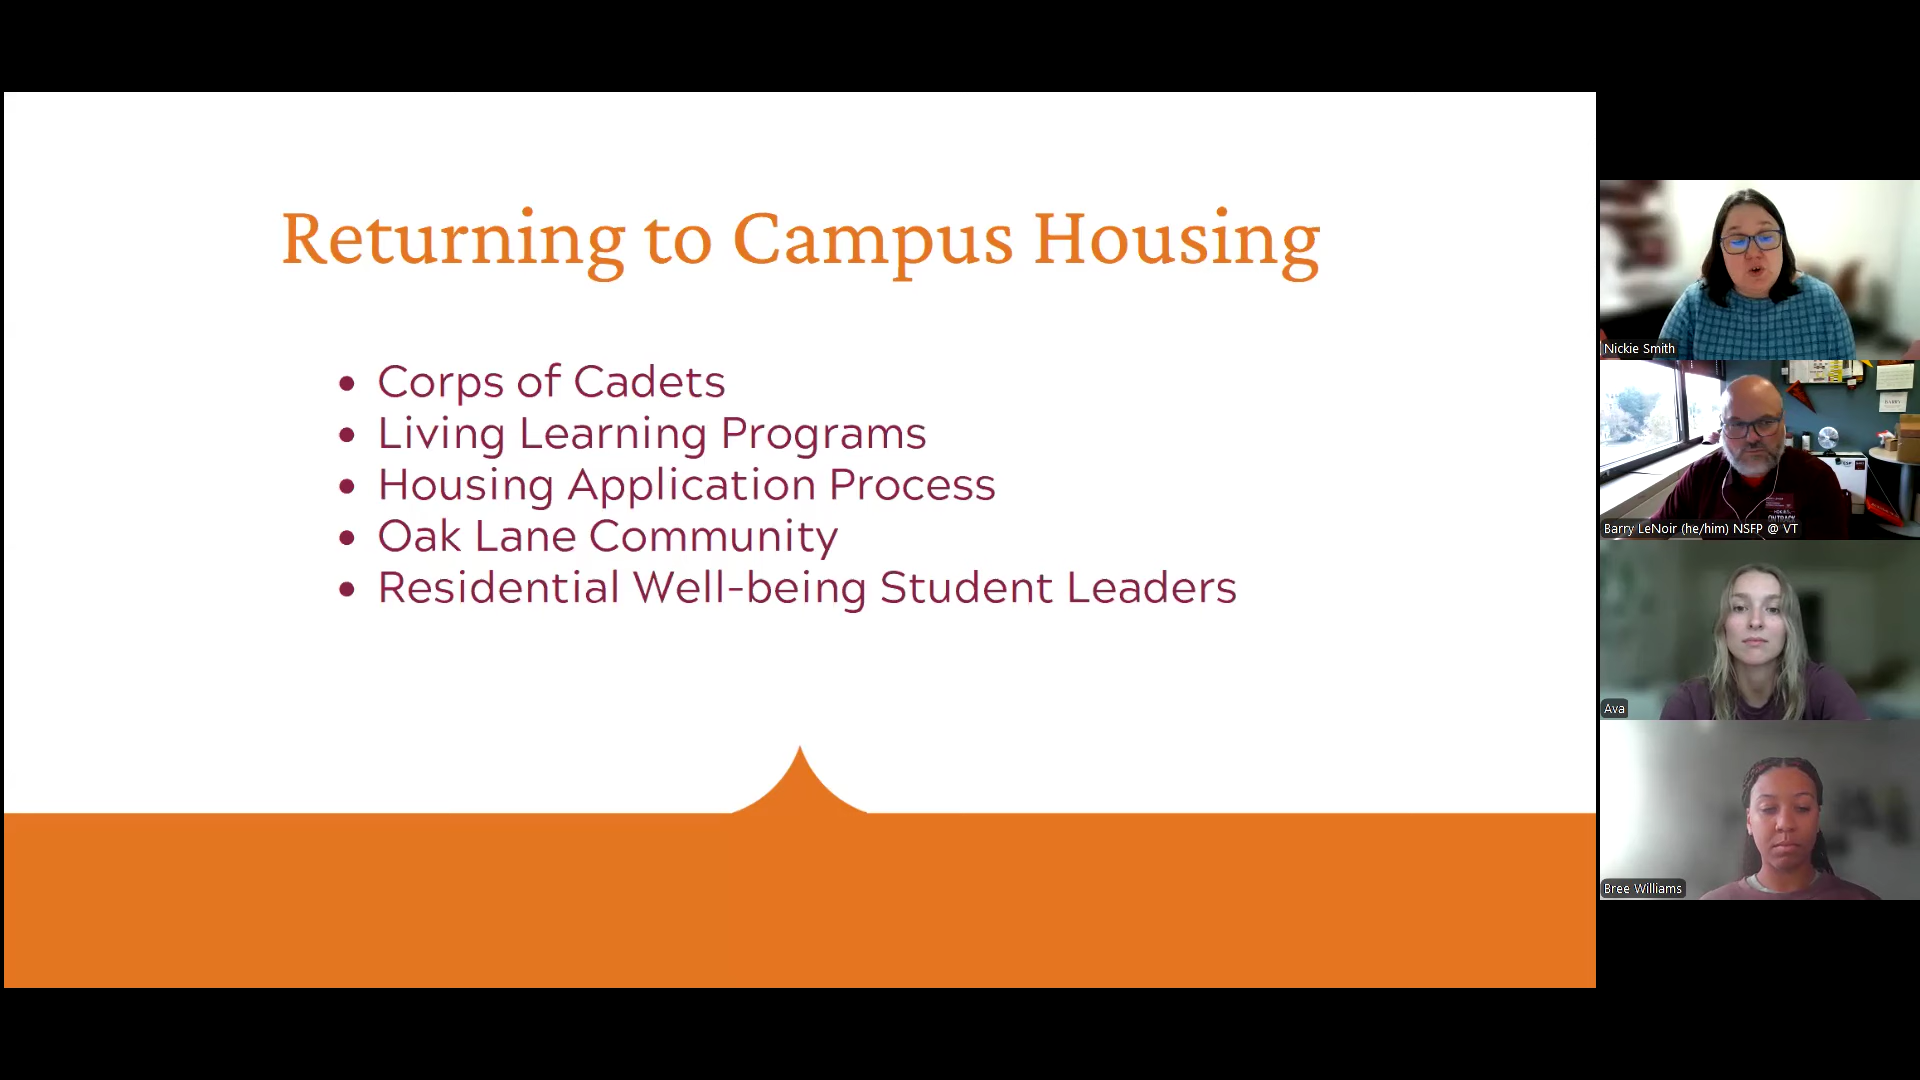 Returning to Campus Housing
• Corps of Cadets
• Living Learning Programs
• Housing Application Process
• Oak Lane Community
• Residential Well-being Student Leaders
Nickie Smith
Barry LeNoir (he/him) NSFP @ VT
Ava
Bree Williams